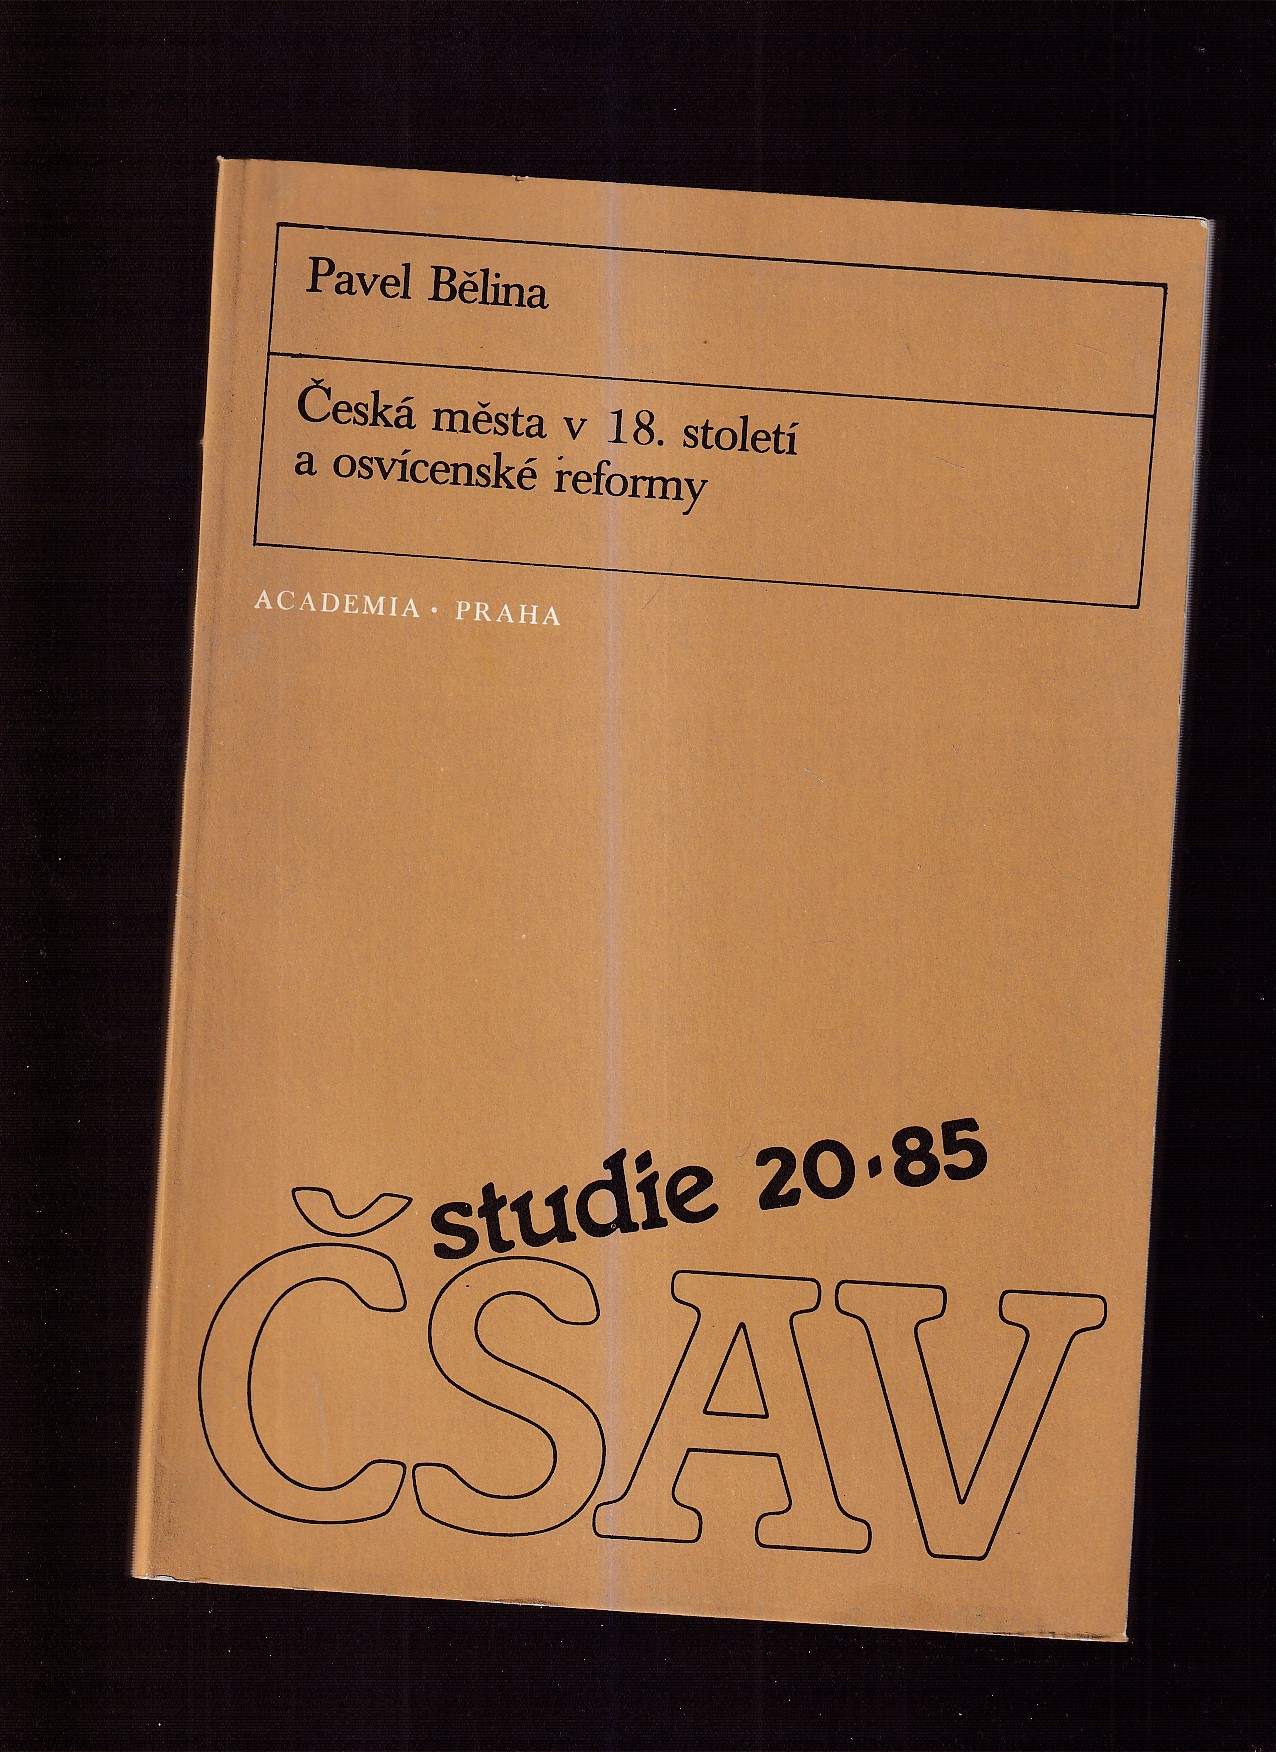 Pavel Bělina
Česká města v 18. století
a osvícenské reformy
ACADEMIA • PRAHA
studie 20•85
ČSAV